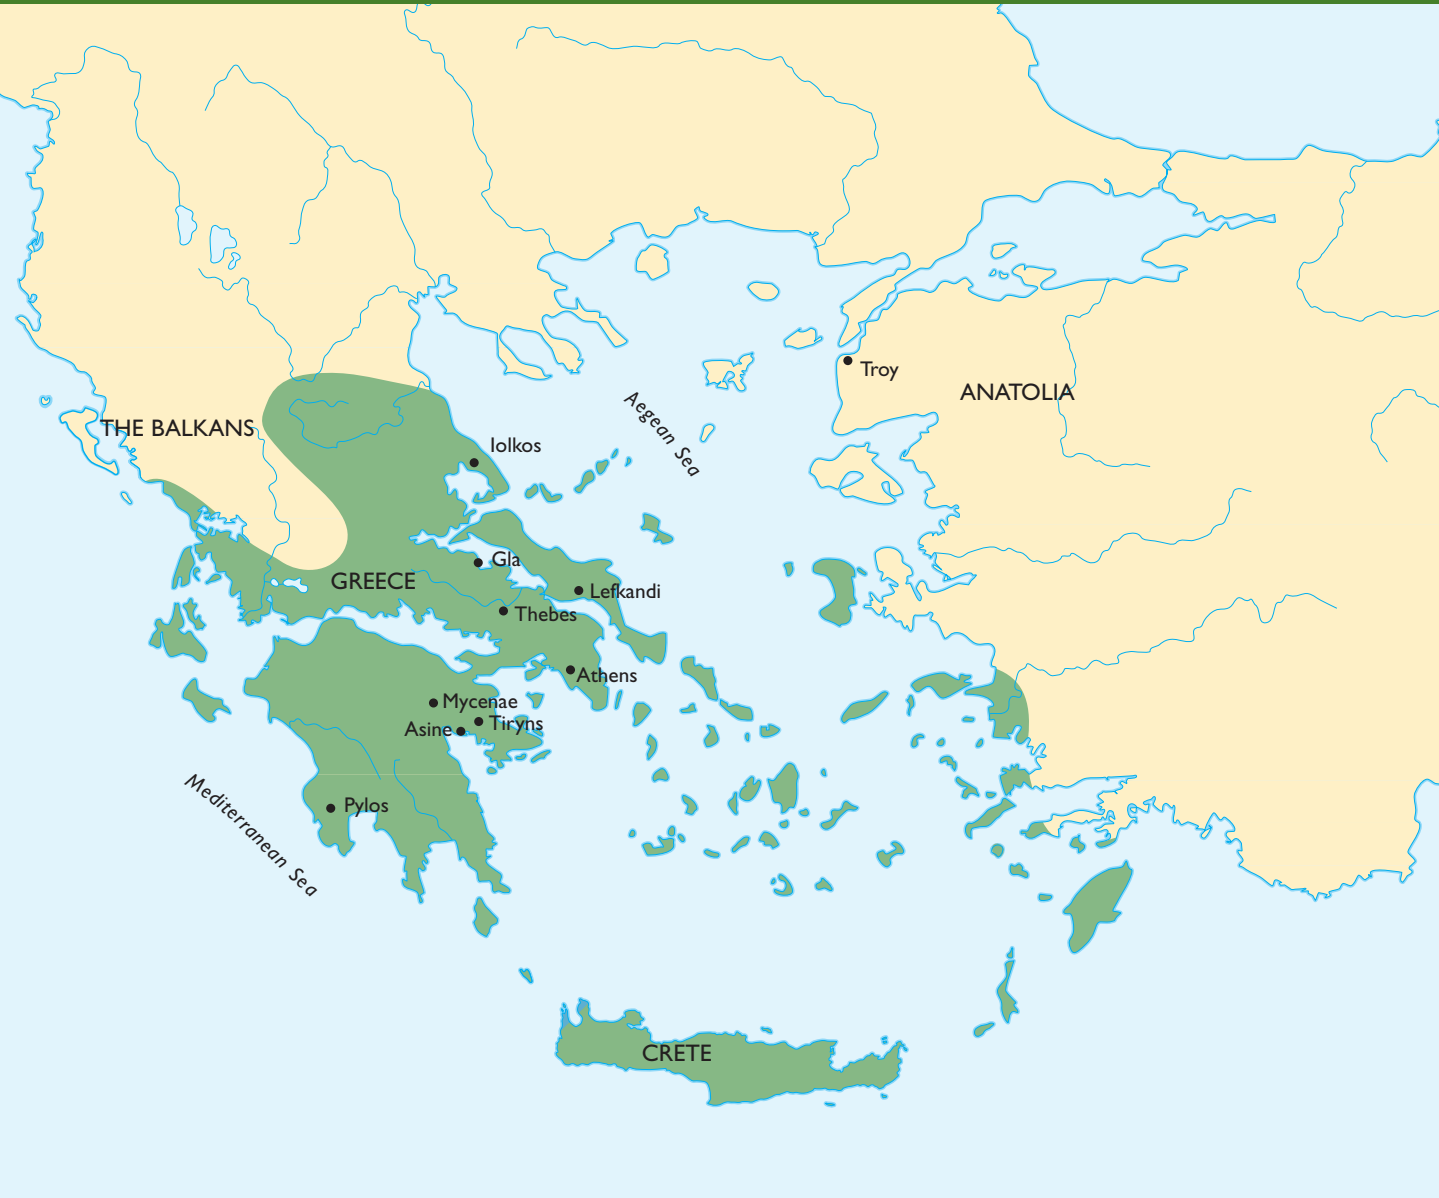 Troy
ANATOLIA
Aegean Sea
THE BALKANS
Iolkos
Gla
GREECE
Lefkandi
Thebes
Athens
Mycenae
Asine
Tiryns
Mediterranean Sea
Pylos
CRETE